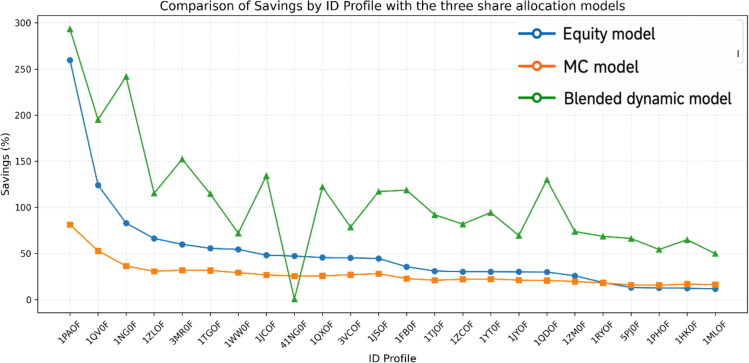 Comparison of Savings by ID Profile with the three share allocation models
Equity model
MC model
Blended dynamic model
Savings (%)
300
250
200
150
100
50
0
1PAOF
1QV0F
1NG0F
1ZLOF
3MR0F
1TGOF
1WW0F
1JCOF
41NG0F
1QXOF
3VCOF
1J5OF
1FB0F
1TJOF
1ZCOF
1YT0F
1JYOF
1QDOF
1ZM0F
1RYOF
5PJ0F
1PHOF
1HK0F
1MLOF
ID Profile